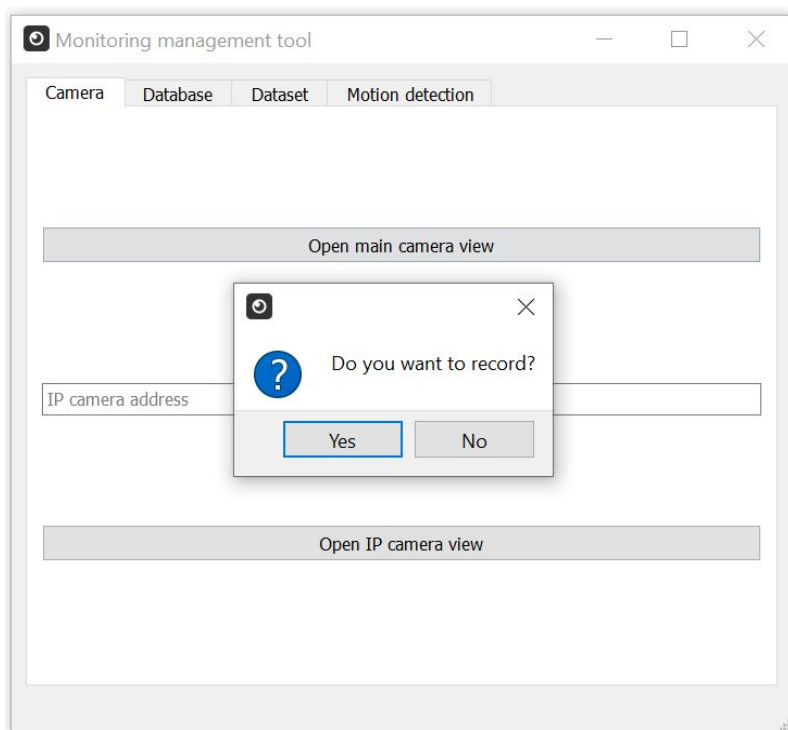 Monitoring management tool
Camera Database Dataset Motion detection
Open main camera view
Do you want to record?
IP camera address
Yes No
Open IP camera view